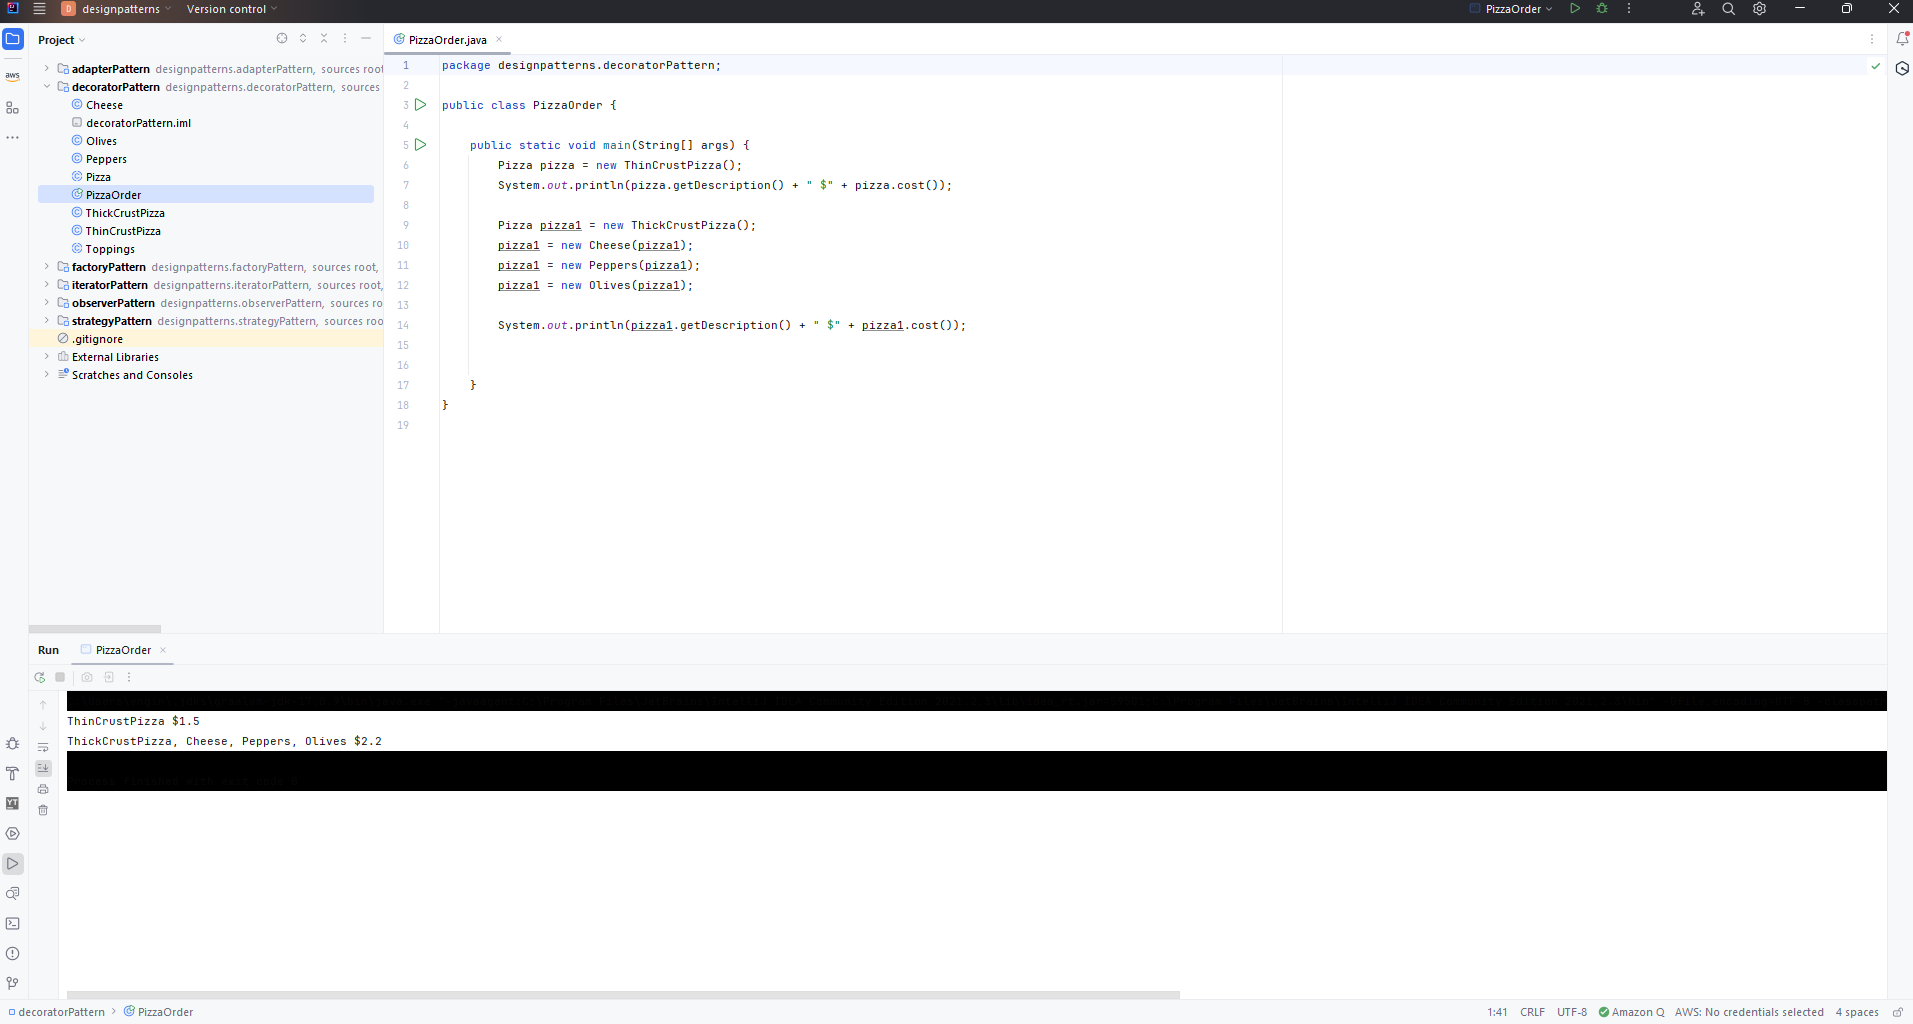 D designpatterns Version control PizzaOrder
Project
PizzaOrder.java
adapterPattern designpatterns.adapterPattern, sources root
decoratorPattern designpatterns.decoratorPattern, sources
Cheese
decoratorPattern.iml
Olives
Peppers
Pizza
PizzaOrder
ThickCrustPizza
ThinCrustPizza
Toppings
factoryPattern designpatterns.factoryPattern, sources root,
iteratorPattern designpatterns.iteratorPattern, sources root,
observerPattern designpatterns.observerPattern, sources ro
strategyPattern designpatterns.strategyPattern, sources roo
.gitignore
External Libraries
Scratches and Consoles
aws
1 package designpatterns.decoratorPattern;
2
3 public class PizzaOrder {
4
5 public static void main(String[] args) {
6 Pizza pizza = new ThinCrustPizza();
7 System.out.println(pizza.getDescription() + " $" + pizza.cost());
8
9 Pizza pizza1 = new ThickCrustPizza();
10 pizza1 = new Cheese(pizza1);
11 pizza1 = new Peppers(pizza1);
12 pizza1 = new Olives(pizza1);
13
14 System.out.println(pizza1.getDescription() + " $" + pizza1.cost());
15
16
17 }
18 }
19
Run PizzaOrder
ThinCrustPizza $1.5
ThickCrustPizza, Cheese, Peppers, Olives $2.2
YT
decoratorPattern > PizzaOrder
1:41 CRLF UTF-8 Amazon Q AWS: No credentials selected 4 spaces